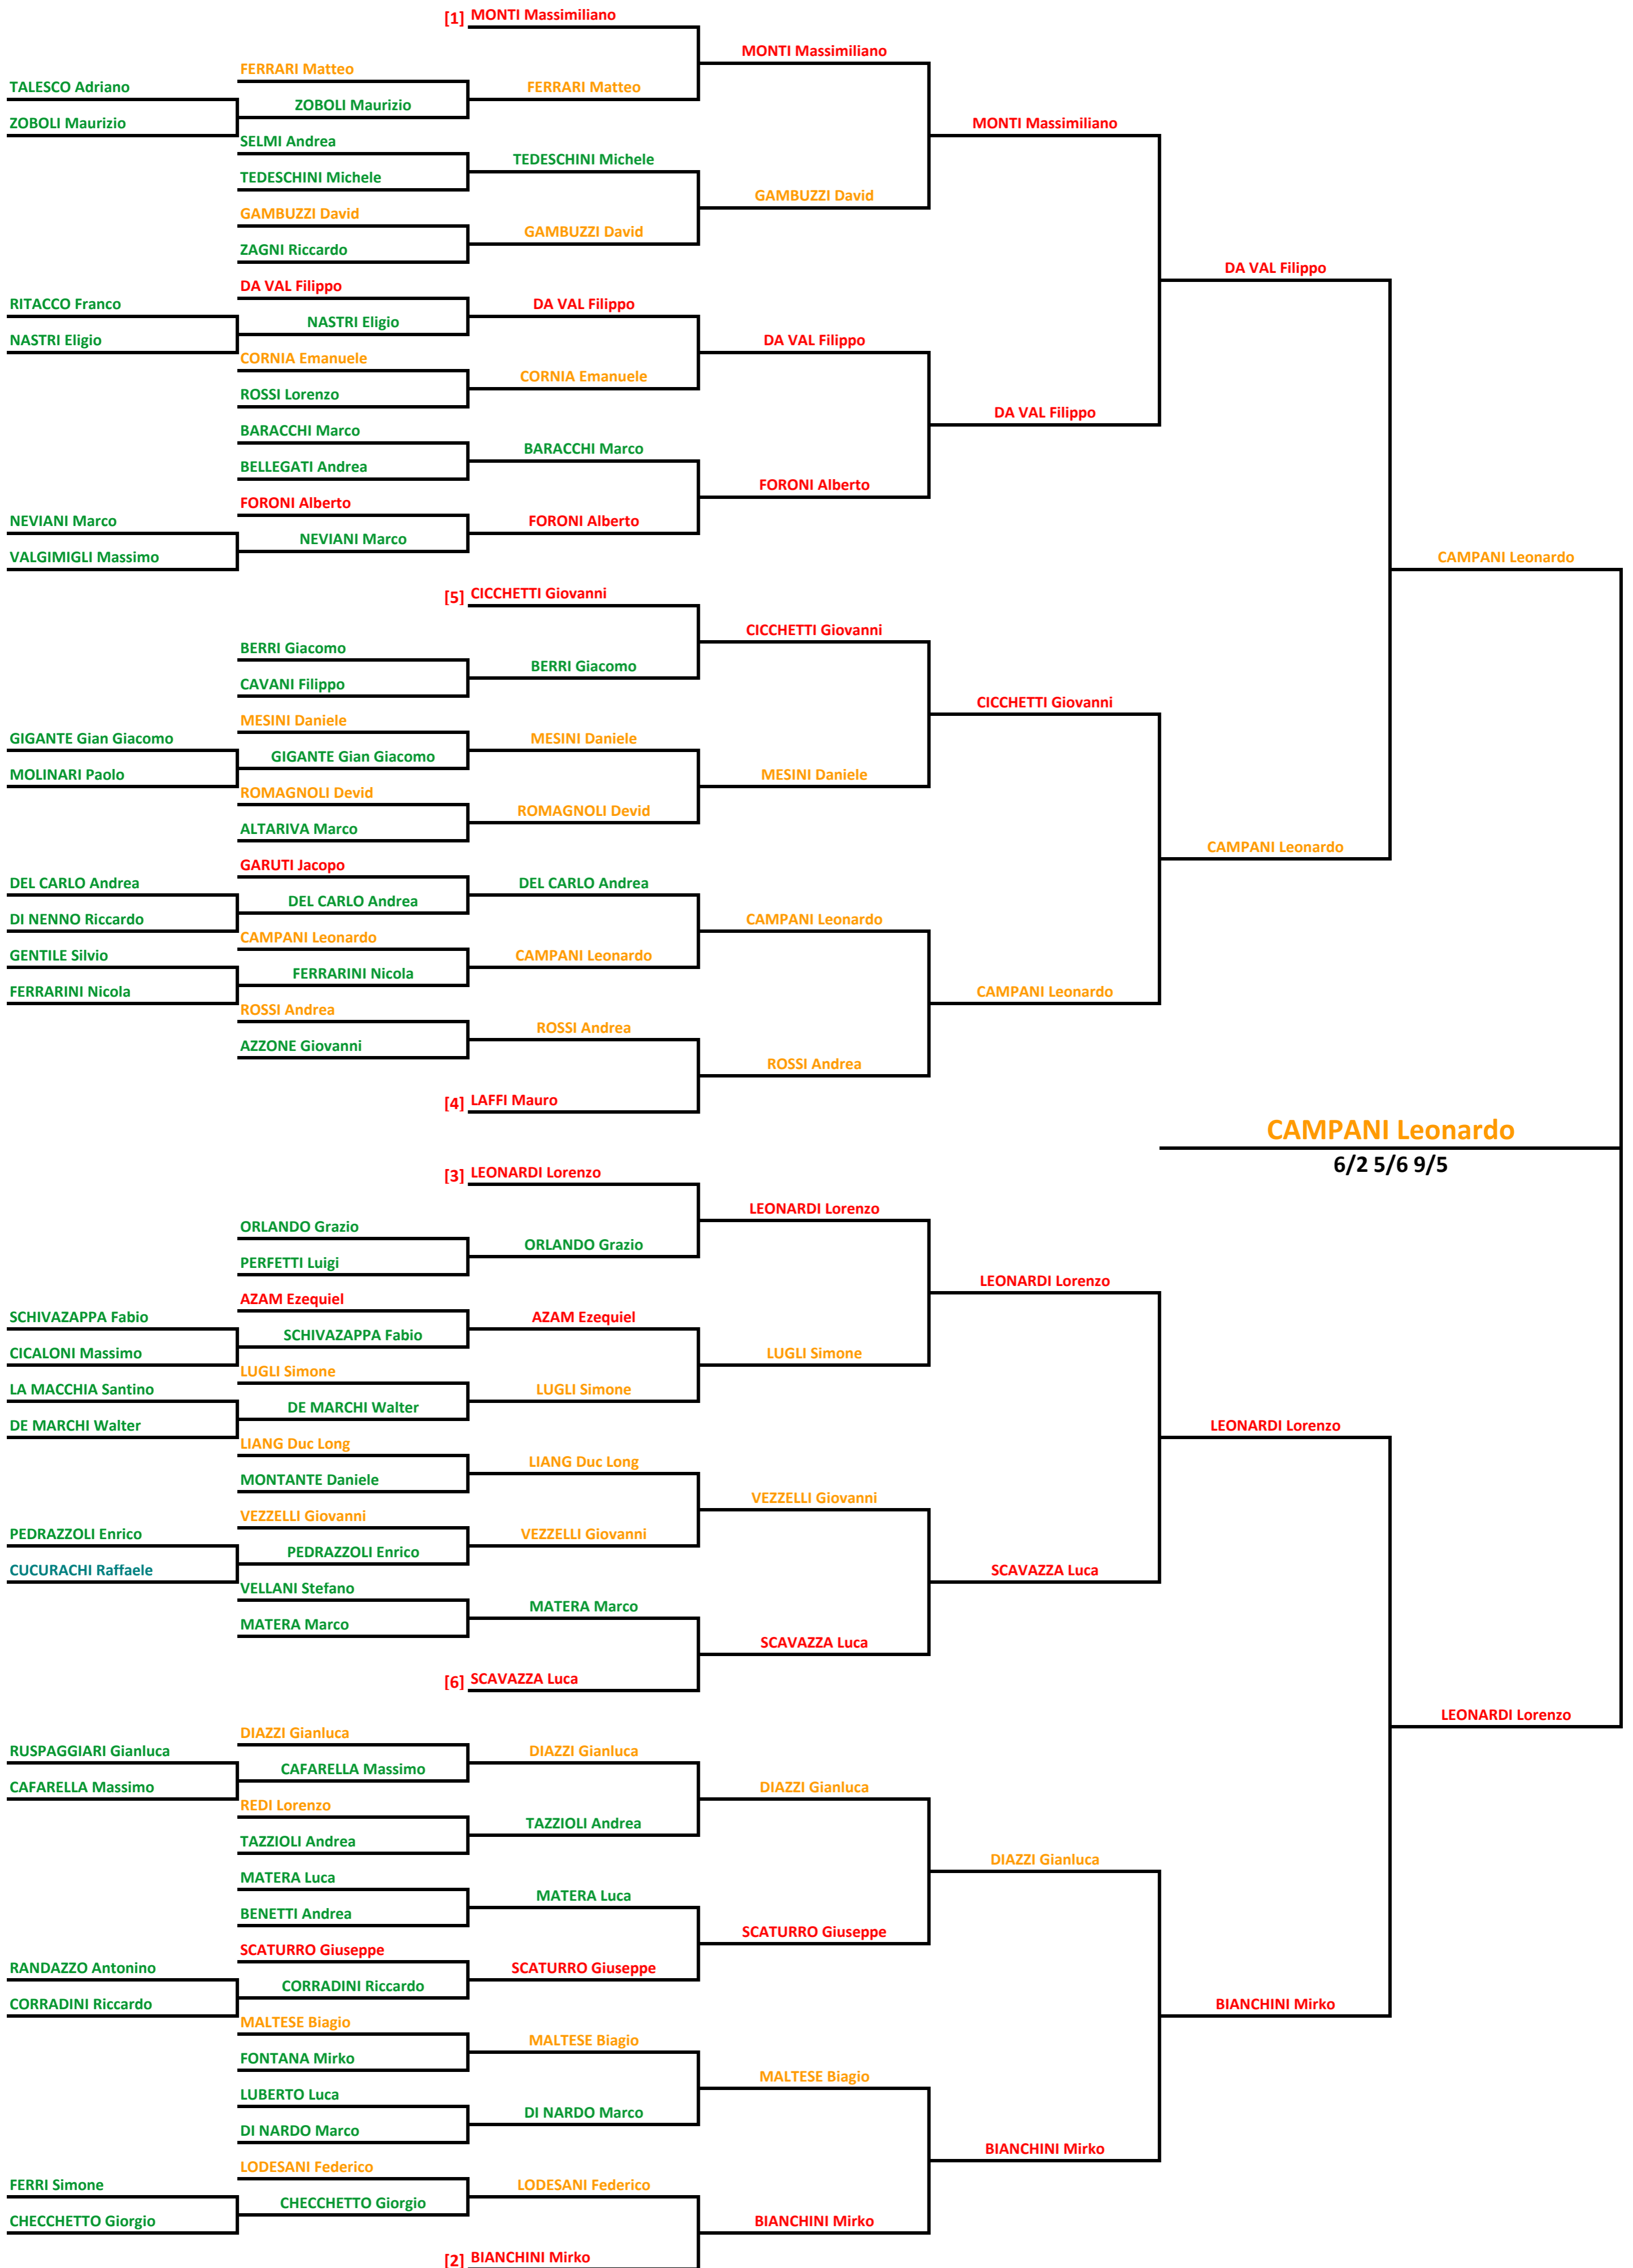 [1] MONTI Massimiliano
MONTI Massimiliano
FERRARI Matteo
TALESCO Adriano
FERRARI Matteo
ZOBOLI Maurizio
ZOBOLI Maurizio
MONTI Massimiliano
SELMI Andrea
TEDESCHINI Michele
TEDESCHINI Michele
GAMBUZZI David
GAMBUZZI David
GAMBUZZI David
ZAGNI Riccardo
DA VAL Filippo
DA VAL Filippo
RITACCO Franco
DA VAL Filippo
NASTRI Eligio
NASTRI Eligio
DA VAL Filippo
CORNIA Emanuele
CORNIA Emanuele
ROSSI Lorenzo
DA VAL Filippo
BARACCHI Marco
BARACCHI Marco
BELLEGATI Andrea
FORONI Alberto
FORONI Alberto
NEVIANI Marco
FORONI Alberto
NEVIANI Marco
VALGIMIGLI Massimo
CAMPANI Leonardo
[5] CICCHETTI Giovanni
CICCHETTI Giovanni
BERRI Giacomo
BERRI Giacomo
CAVANI Filippo
CICCHETTI Giovanni
MESINI Daniele
GIGANTE Gian Giacomo
MESINI Daniele
GIGANTE Gian Giacomo
MOLINARI Paolo
MESINI Daniele
ROMAGNOLI Devid
ROMAGNOLI Devid
ALTARIVA Marco
CAMPANI Leonardo
GARUTI Jacopo
DEL CARLO Andrea
DEL CARLO Andrea
DEL CARLO Andrea
DI NENNO Riccardo
CAMPANI Leonardo
CAMPANI Leonardo
GENTILE Silvio
CAMPANI Leonardo
FERRARINI Nicola
FERRARINI Nicola
CAMPANI Leonardo
ROSSI Andrea
ROSSI Andrea
AZZONE Giovanni
ROSSI Andrea
[4] LAFFI Mauro
CAMPANI Leonardo
6/2 5/6 9/5
[3] LEONARDI Lorenzo
LEONARDI Lorenzo
ORLANDO Grazio
ORLANDO Grazio
PERFETTI Luigi
LEONARDI Lorenzo
AZAM Ezequiel
SCHIVAZAPPA Fabio
AZAM Ezequiel
SCHIVAZAPPA Fabio
CICALONI Massimo
LUGLI Simone
LUGLI Simone
LA MACCHIA Santino
LUGLI Simone
DE MARCHI Walter
DE MARCHI Walter
LEONARDI Lorenzo
LIANG Duc Long
LIANG Duc Long
MONTANTE Daniele
VEZZELLI Giovanni
VEZZELLI Giovanni
PEDRAZZOLI Enrico
VEZZELLI Giovanni
PEDRAZZOLI Enrico
CUCURACHI Raffaele
SCAVAZZA Luca
VELLANI Stefano
MATERA Marco
MATERA Marco
SCAVAZZA Luca
[6] SCAVAZZA Luca
LEONARDI Lorenzo
DIAZZI Gianluca
RUSPAGGIARI Gianluca
DIAZZI Gianluca
CAFARELLA Massimo
CAFARELLA Massimo
DIAZZI Gianluca
REDI Lorenzo
TAZZIOLI Andrea
TAZZIOLI Andrea
DIAZZI Gianluca
MATERA Luca
MATERA Luca
BENETTI Andrea
SCATURRO Giuseppe
SCATURRO Giuseppe
RANDAZZO Antonino
SCATURRO Giuseppe
CORRADINI Riccardo
CORRADINI Riccardo
BIANCHINI Mirko
MALTESE Biagio
MALTESE Biagio
FONTANA Mirko
MALTESE Biagio
LUBERTO Luca
DI NARDO Marco
DI NARDO Marco
BIANCHINI Mirko
LODESANI Federico
FERRI Simone
LODESANI Federico
CHECCHETTO Giorgio
CHECCHETTO Giorgio
BIANCHINI Mirko
[2] BIANCHINI Mirko